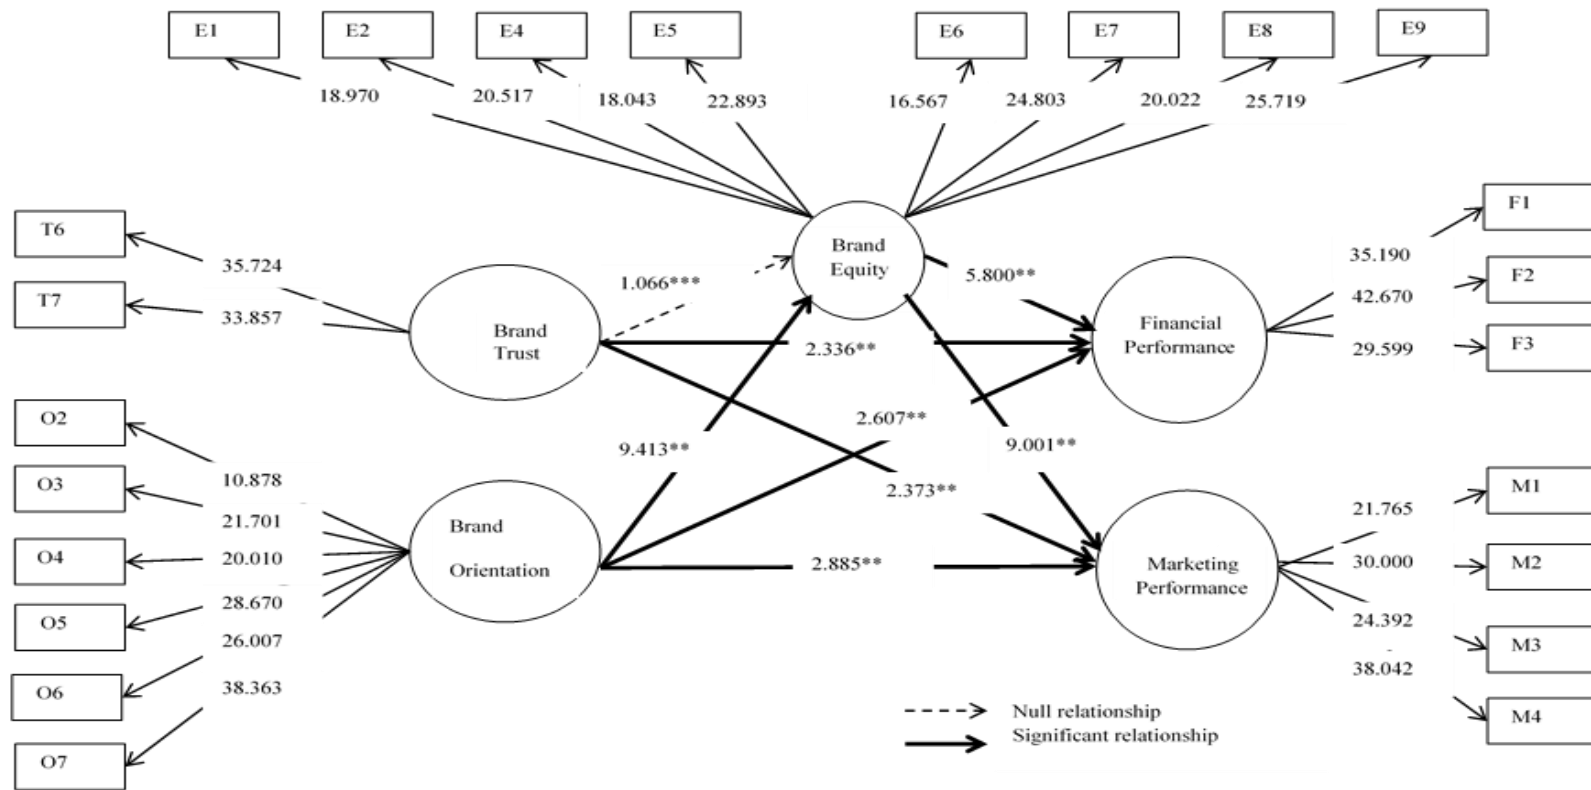 E1
E2
E4
E5
E6
E7
E8
E9
18.970
20.517
18.043
22.893
16.567
24.803
20.022
25.719
T6
T7
35.724
33.857
Brand
Trust
1.066***
Brand
Equity
5.800**
2.336**
Financial
Performance
35.190
42.670
29.599
F1
F2
F3
O2
O3
O4
O5
O6
O7
10.878
21.701
20.010
28.670
26.007
38.363
Brand
Orientation
9.413**
2.607**
9.001**
2.373**
2.885**
Marketing
Performance
21.765
30.000
24.392
38.042
M1
M2
M3
M4
Null relationship
Significant relationship